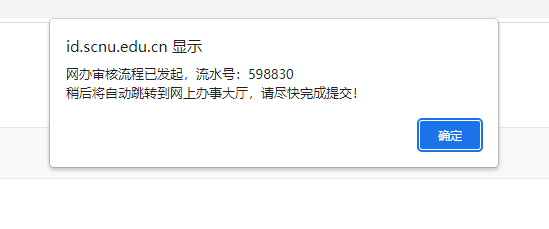 id.scnu.edu.cn 显示
网办审核流程已发起，流水号：598830
稍后将自动跳转到网上办事大厅，请尽快完成提交！
确定